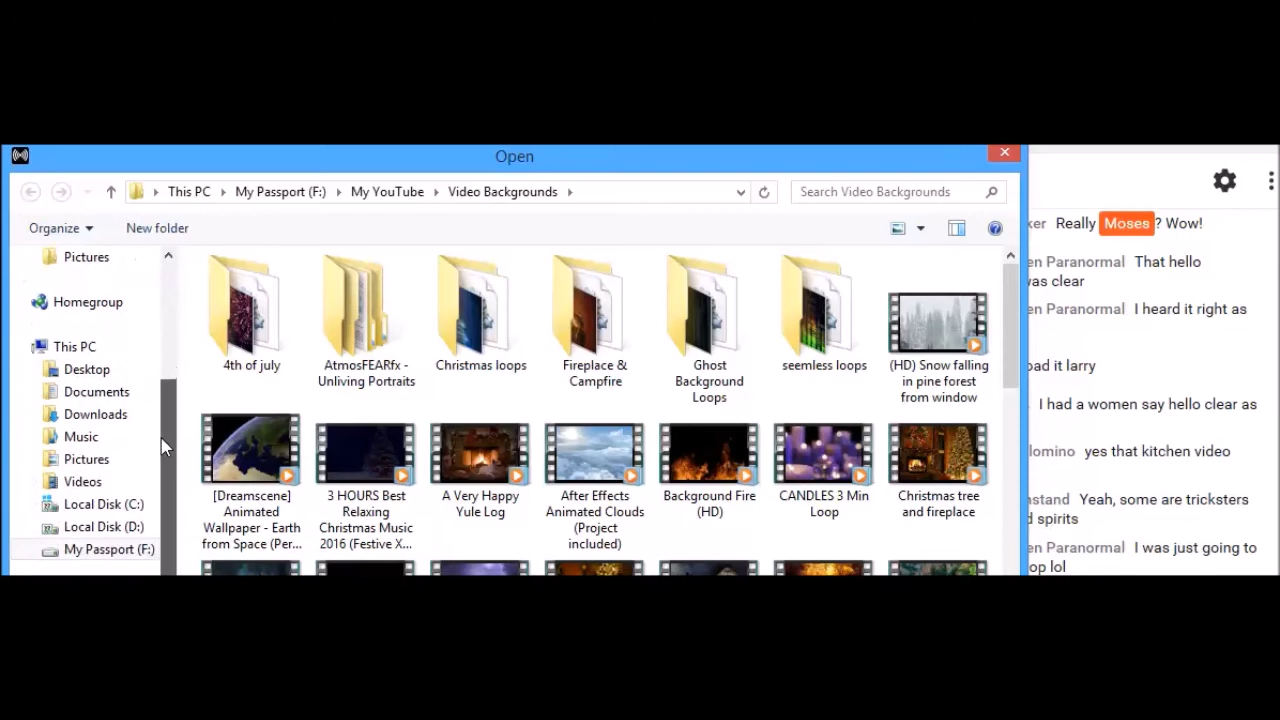 Open
This PC
My Passport (F:)
My YouTube
Video Backgrounds
Search Video Backgrounds
Organize
New folder
Pictures
Homegroup
This PC
Desktop
Documents
Downloads
Music
Pictures
Videos
Local Disk (C:)
Local Disk (D:)
My Passport (F:)
4th of july
AtmosFEARfx -
Unliving Portraits
Christmas loops
Fireplace &
Campfire
Ghost
Background
Loops
seemless loops
(HD) Snow falling
in pine forest
from window
[Dreamscene]
Animated
Wallpaper - Earth
from Space (Per...
3 HOURS Best
Relaxing
Christmas Music
2016 (Festive X...
A Very Happy
Yule Log
After Effects
Animated Clouds
(Project
included)
Background Fire
(HD)
CANDLES 3 Min
Loop
Christmas tree
and fireplace
ker Really Moses? Wow!
en Paranormal That hello
was clear
en Paranormal I heard it right as
oad it larry
I had a women say hello clear as
lomino yes that kitchen video
nstand Yeah, some are tricksters
d spirits
en Paranormal I was just going to
op lol